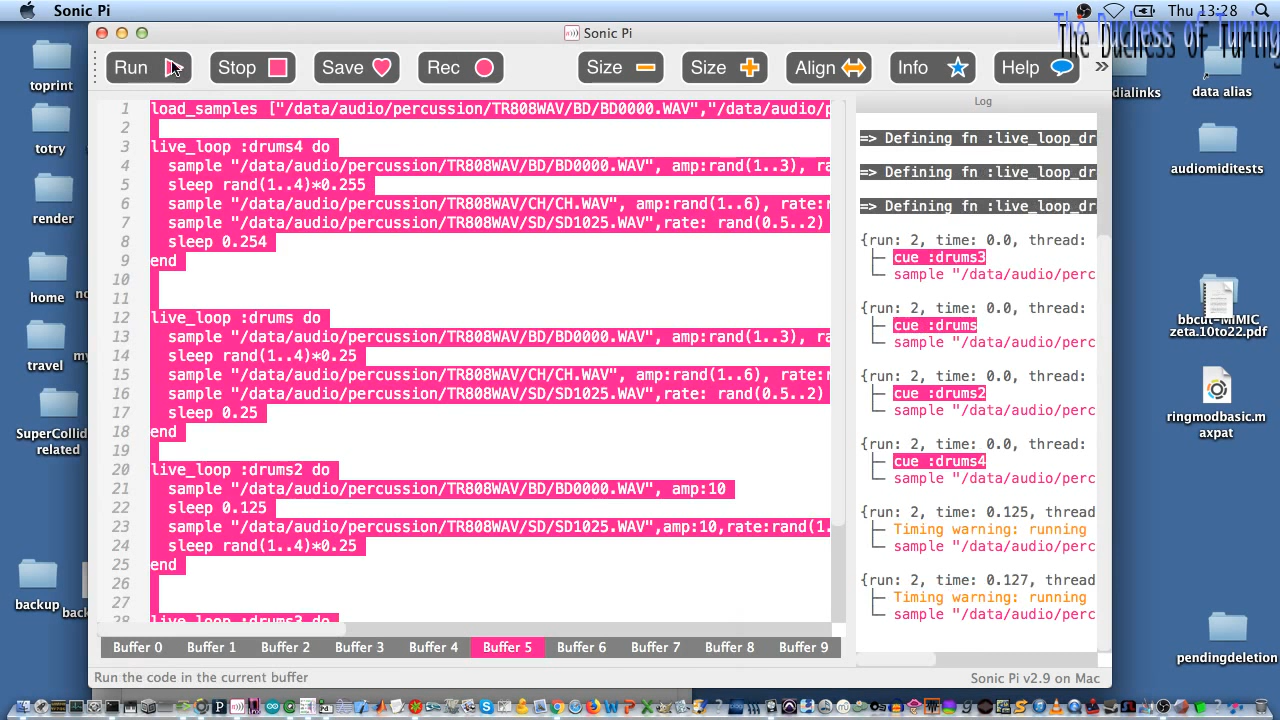 Sonic Pi
Thu 13:28
The Duchess of Turing
The Duchess of Turing
Sonic Pi
Run
Stop
Save
Rec
Size
Size
Align
Info
Help
»
toprint
totry
render
home
travel
SuperCollid
related
backup
back
dialinks
data alias
audiomiditests
bbcut-MIMIC
zeta.10to22.pdf
ringmodbasic.m
axpat
pendingdeletion
1 load_samples ["/data/audio/percussion/TR808WAV/BD/BD0000.WAV","/data/audio/p
2
3 live_loop :drums4 do
4 sample "/data/audio/percussion/TR808WAV/BD/BD0000.WAV", amp:rand(1..3), ra
5 sleep rand(1..4)*0.255
6 sample "/data/audio/percussion/TR808WAV/CH/CH.WAV", amp:rand(1..6), rate:r
7 sample "/data/audio/percussion/TR808WAV/SD/SD1025.WAV",rate: rand(0.5..2)
8 sleep 0.254
9 end
10
11
12 live_loop :drums do
13 sample "/data/audio/percussion/TR808WAV/BD/BD0000.WAV", amp:rand(1..3), ra
14 sleep rand(1..4)*0.25
15 sample "/data/audio/percussion/TR808WAV/CH/CH.WAV", amp:rand(1..6), rate:r
16 sample "/data/audio/percussion/TR808WAV/SD/SD1025.WAV",rate: rand(0.5..2)
17 sleep 0.25
18 end
19
20 live_loop :drums2 do
21 sample "/data/audio/percussion/TR808WAV/BD/BD0000.WAV", amp:10
22 sleep 0.125
23 sample "/data/audio/percussion/TR808WAV/SD/SD1025.WAV",amp:10,rate:rand(1.
24 sleep rand(1..4)*0.25
25 end
26
27
28 live_loop :drums3 do
Log
=> Defining fn :live_loop_dr
=> Defining fn :live_loop_dr
=> Defining fn :live_loop_dr
{run: 2, time: 0.0, thread:
cue :drums3
sample "/data/audio/perc
{run: 2, time: 0.0, thread:
cue :drums
sample "/data/audio/perc
{run: 2, time: 0.0, thread:
cue :drums2
sample "/data/audio/perc
{run: 2, time: 0.0, thread:
cue :drums4
sample "/data/audio/perc
{run: 2, time: 0.125, thread
Timing warning: running
sample "/data/audio/perc
{run: 2, time: 0.127, thread
Timing warning: running
sample "/data/audio/perc
Buffer 0 Buffer 1 Buffer 2 Buffer 3 Buffer 4 Buffer 5 Buffer 6 Buffer 7 Buffer 8 Buffer 9
Run the code in the current buffer
Sonic Pi v2.9 on Mac